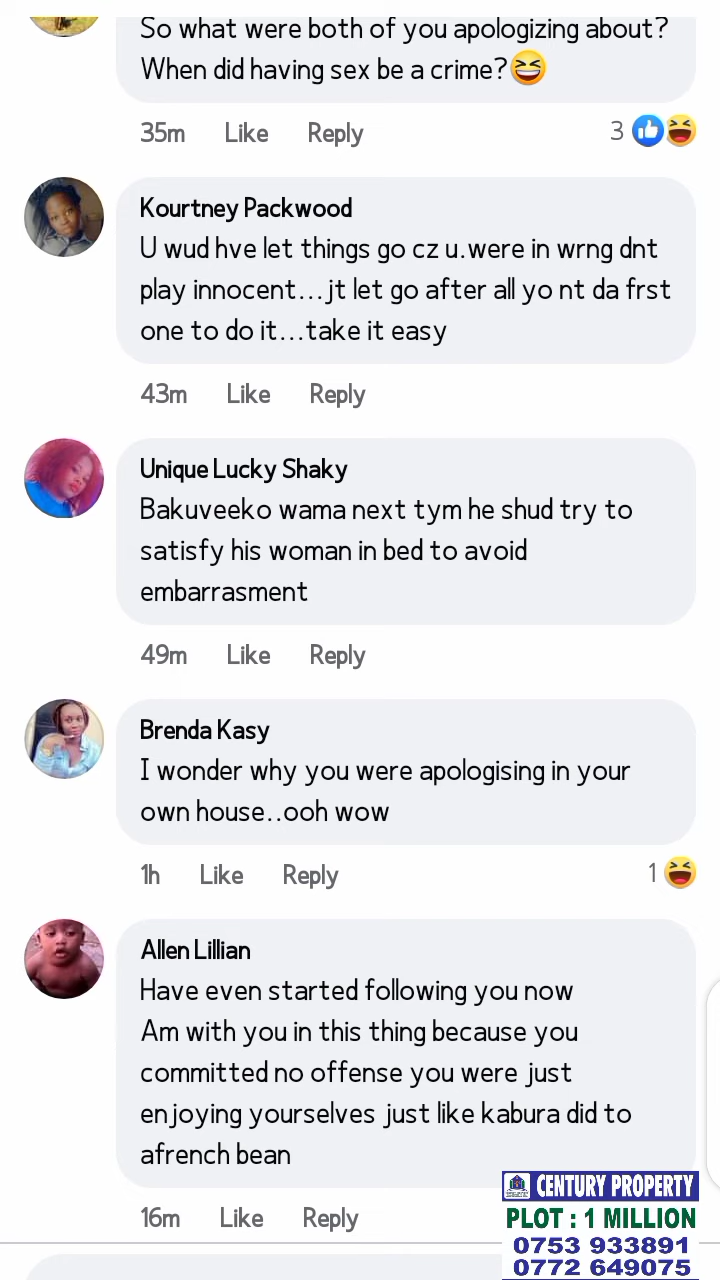 So what were both of you apologizing about?
When did having sex be a crime?😆
35m Like Reply 3
Kourtney Packwood
U wud hve let things go cz u.were in wrng dnt
play innocent...jt let go after all yo nt da frst
one to do it...take it easy
43m Like Reply
Unique Lucky Shaky
Bakuveeko wama next tym he shud try to
satisfy his woman in bed to avoid
embarrasment
49m Like Reply
Brenda Kasy
I wonder why you were apologising in your
own house..ooh wow
1h Like Reply 1
Allen Lillian
Have even started following you now
Am with you in this thing because you
committed no offense you were just
enjoying yourselves just like kabura did to
afrench bean
16m Like Reply
CENTURY PROPERTY
PLOT : 1 MILLION
0753 933891
0772 649075